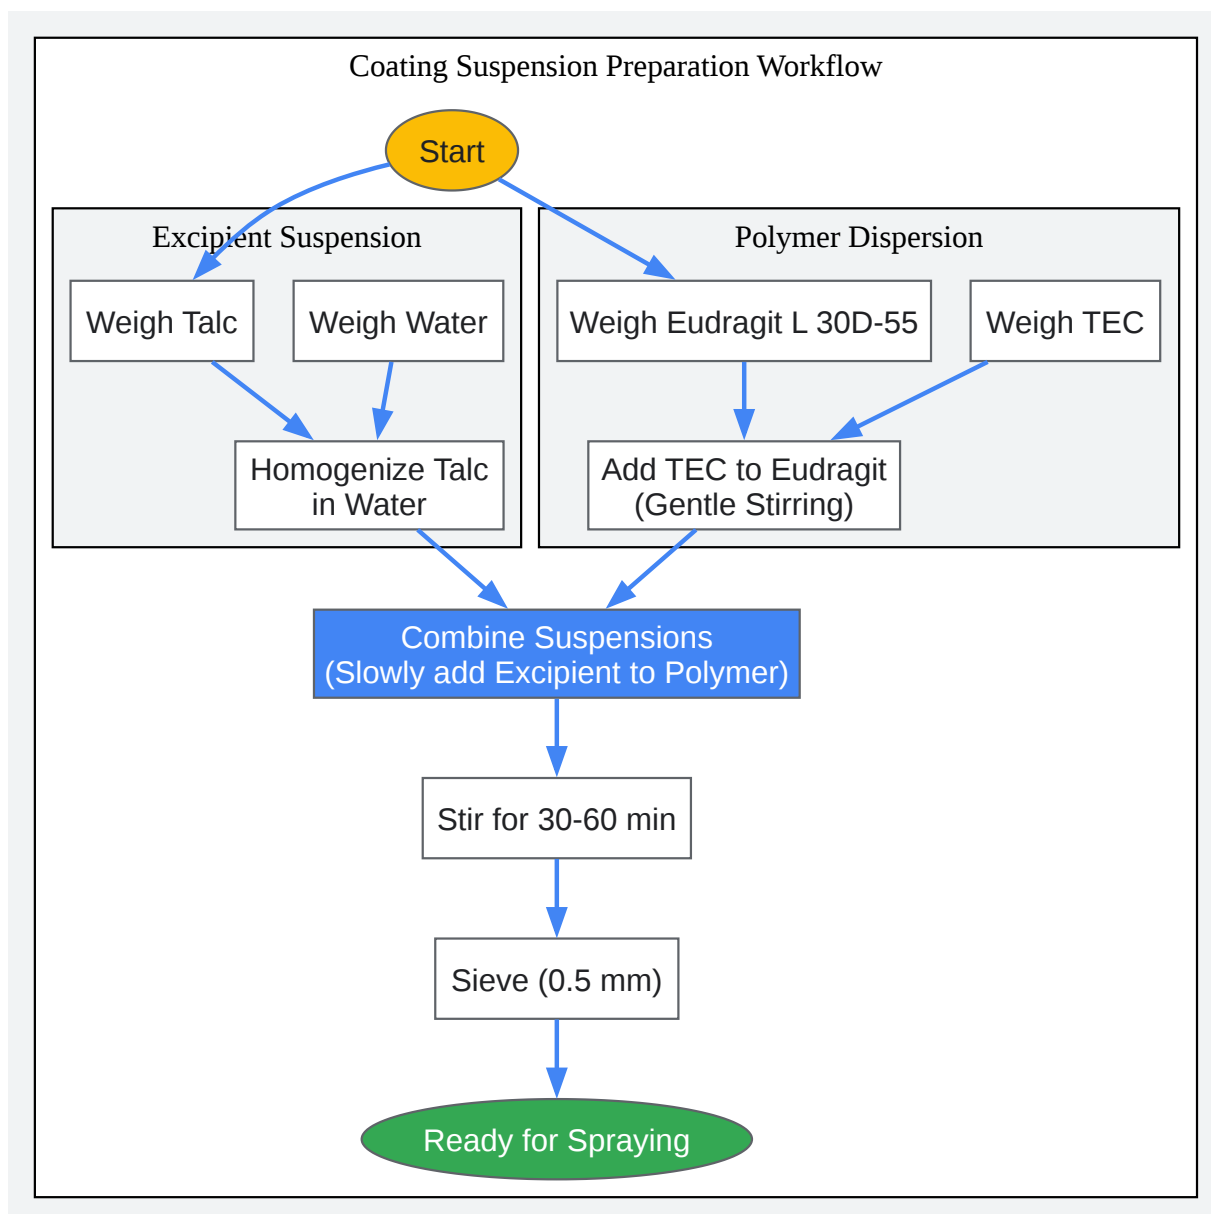 Coating Suspension Preparation Workflow
Start
Excipient Suspension
Weigh Talc
Weigh Water
Homogenize Talc
in Water
Polymer Dispersion
Weigh Eudragit L 30D-55
Weigh TEC
Add TEC to Eudragit
(Gentle Stirring)
Combine Suspensions
(Slowly add Excipient to Polymer)
Stir for 30-60 min
Sieve (0.5 mm)
Ready for Spraying